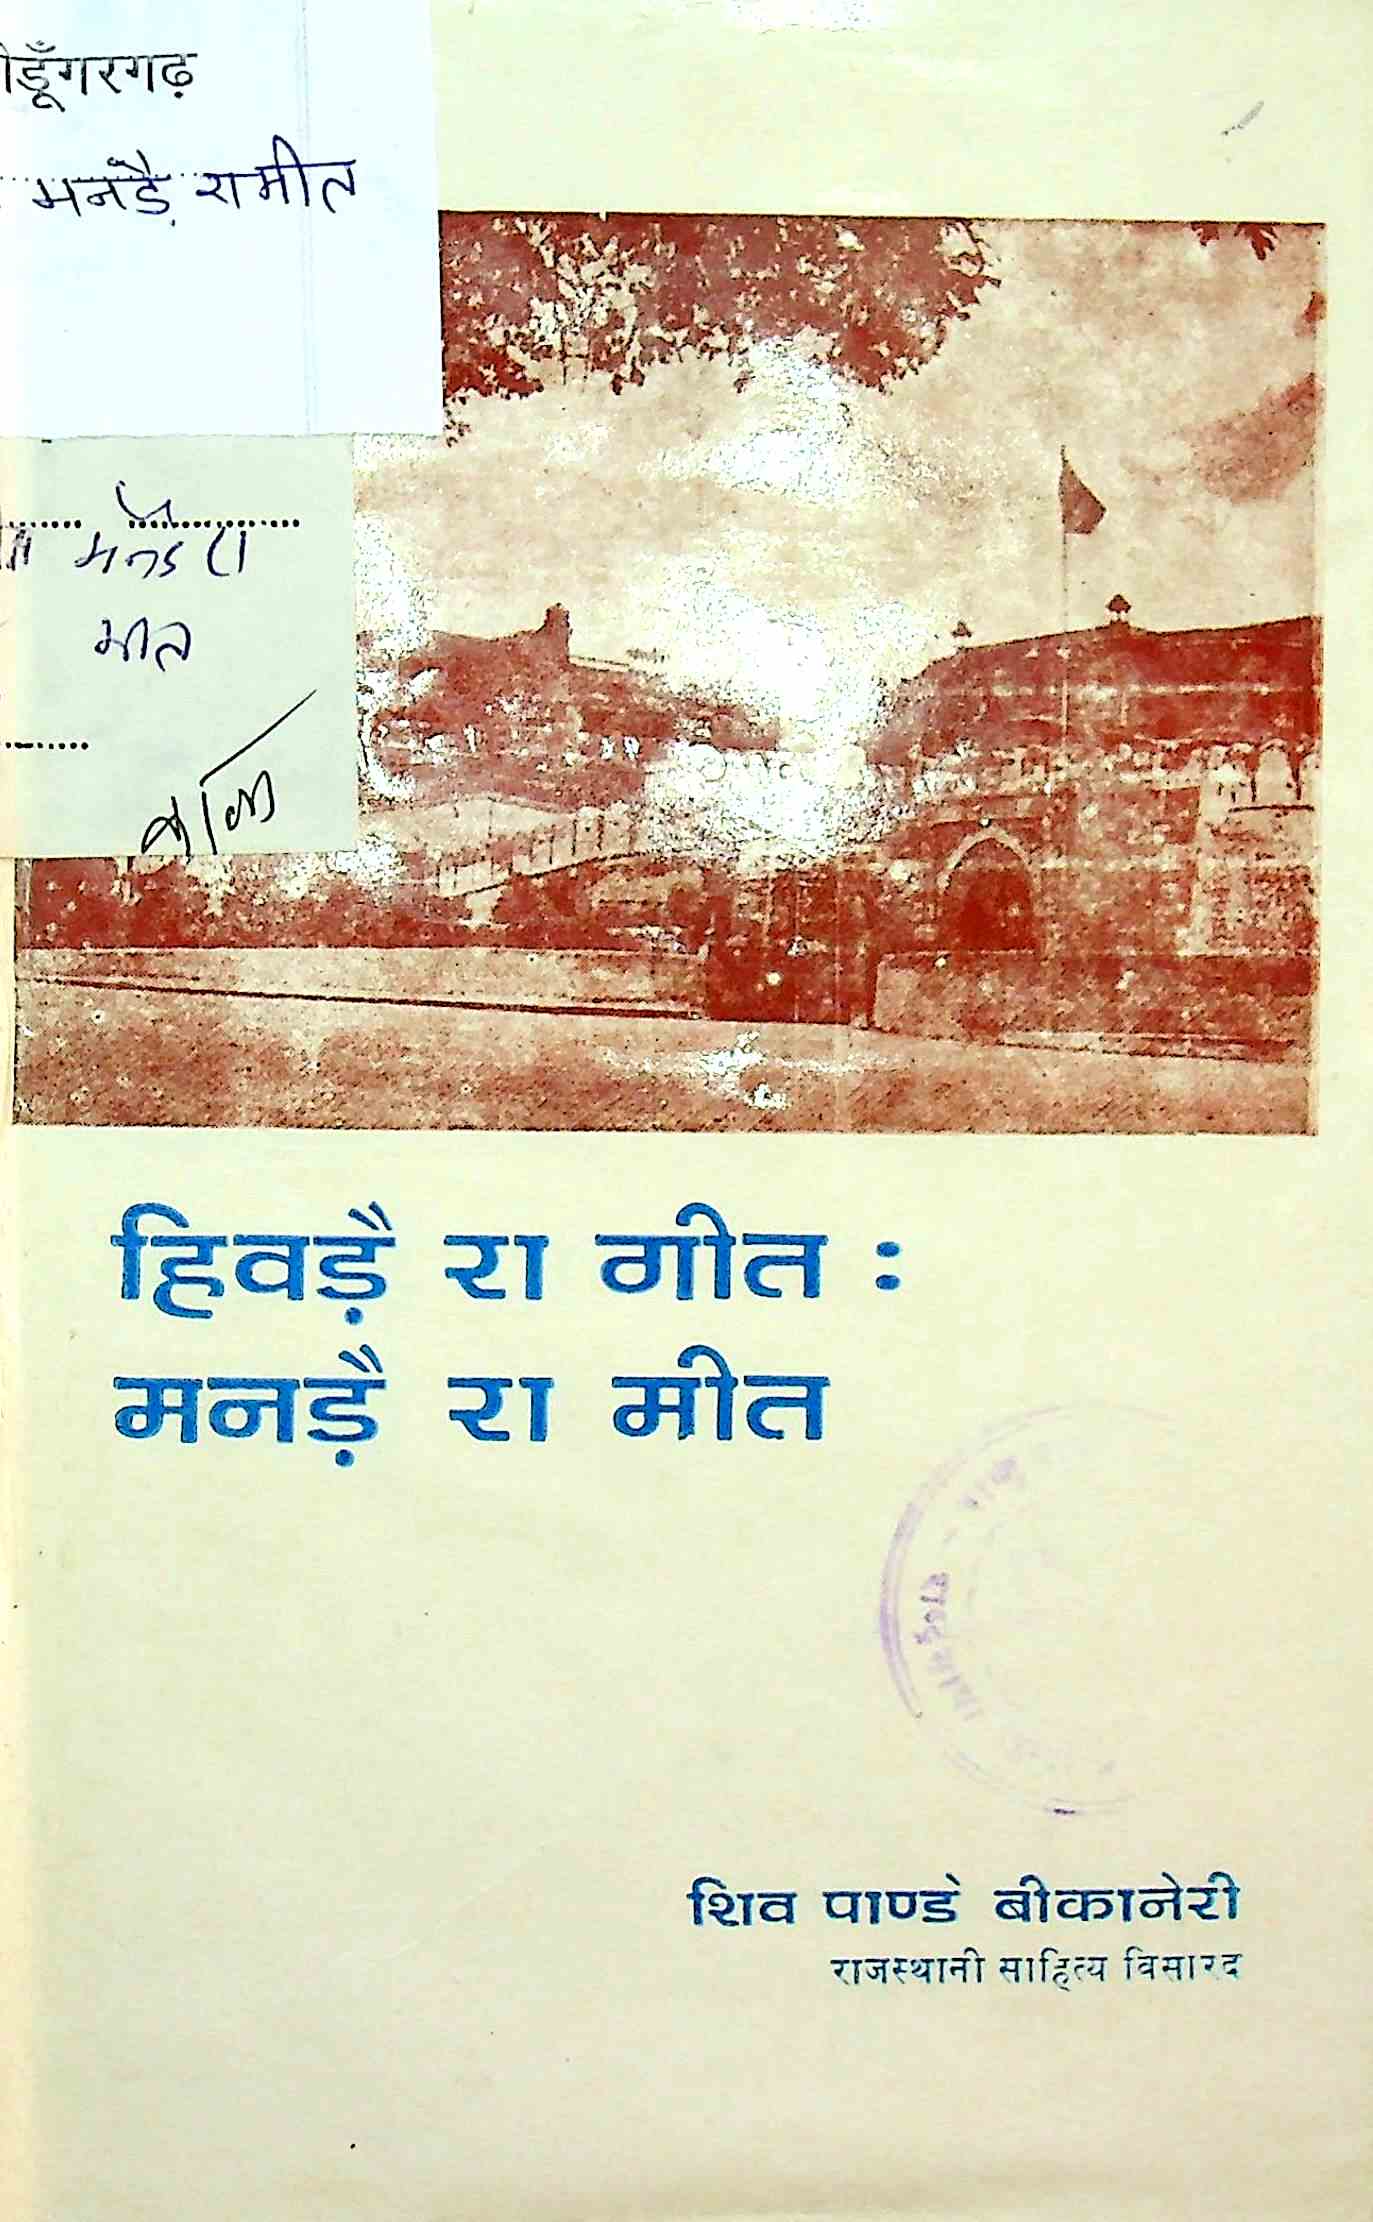 डूँगरगढ़
मनडै़ रा मीत
मनडै रा
मीत
हिवड़ै रा गीत :
मनड़ै रा मीत
शिव पाण्डे बीकानेरी
राजस्थानी साहित्य विसारद